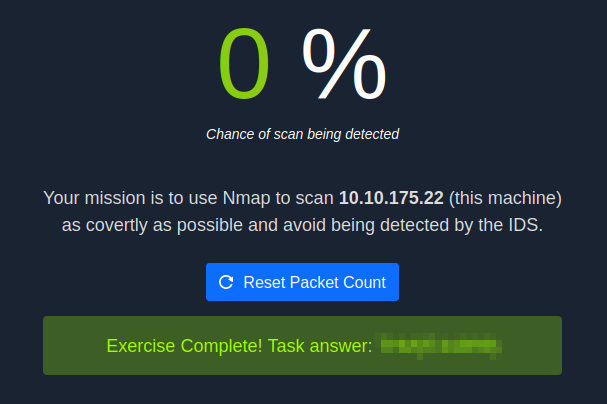 0 %
Chance of scan being detected
Your mission is to use Nmap to scan 10.10.175.22 (this machine)
as covertly as possible and avoid being detected by the IDS.
Reset Packet Count
Exercise Complete! Task answer: